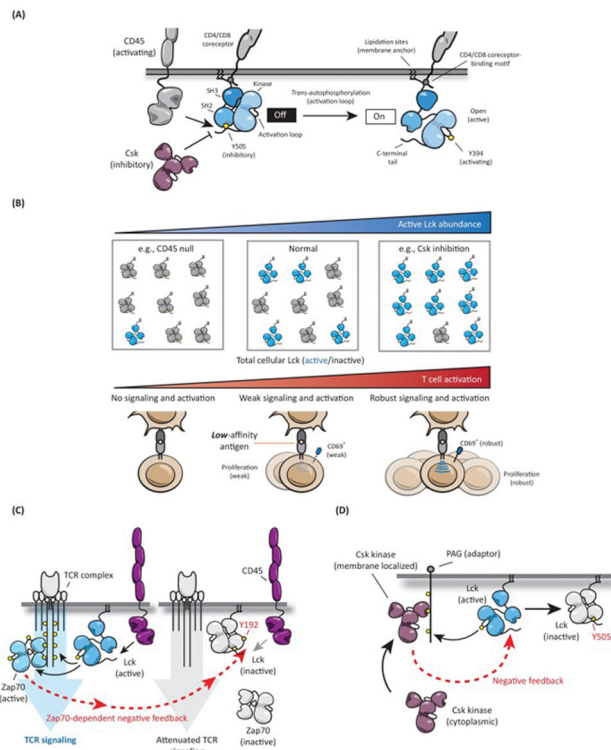 (A)
CD45
(activating)
CD4/CD8
coreceptor
Lipidation sites
(membrane anchor)
CD4/CD8 coreceptor-
binding motif
SH3
Kinase
SH2
Trans-autophosphorylation
(activation loop)
Off
On
Open
(active)
Activation loop
Y505
(inhibitory)
Csk
(inhibitory)
C-terminal
tail
Y394
(activating)
(B)
Active Lck abundance
e.g., CD45 null
Normal
e.g., Csk inhibition
Total cellular Lck (active/inactive)
T cell activation
No signaling and activation
Weak signaling and activation
Robust signaling and activation
Low-affinity
antigen
CD69+
(weak)
Proliferation
(weak)
CD69+ (robust)
Proliferation
(robust)
(C)
TCR complex
CD45
Y192
Lck
(active)
Lck
(inactive)
Zap70
(active)
Zap70-dependent negative feedback
Zap70
(inactive)
TCR signaling
Attenuated TCR
(D)
Csk kinase
(membrane localized)
PAG (adaptor)
Lck
(active)
Lck
(inactive)
Y505
Negative feedback
Csk kinase
(cytoplasmic)